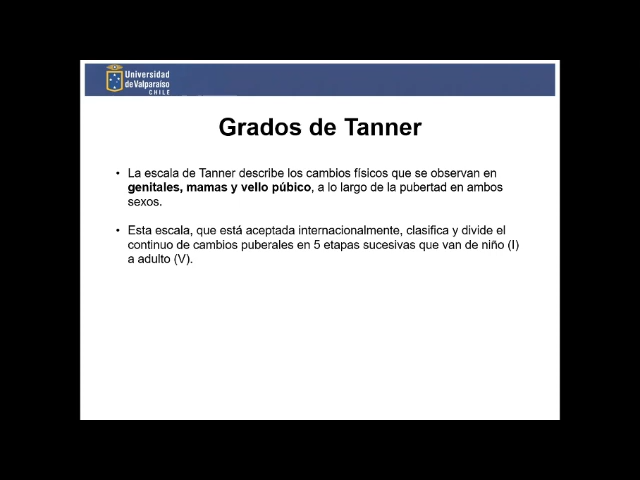 Universidad
de Valparaíso
CHILE
Grados de Tanner
• La escala de Tanner describe los cambios físicos que se observan en
genitales, mamas y vello púbico, a lo largo de la pubertad en ambos
sexos.
• Esta escala, que está aceptada internacionalmente, clasifica y divide el
continuo de cambios puberales en 5 etapas sucesivas que van de niño (I)
a adulto (V).